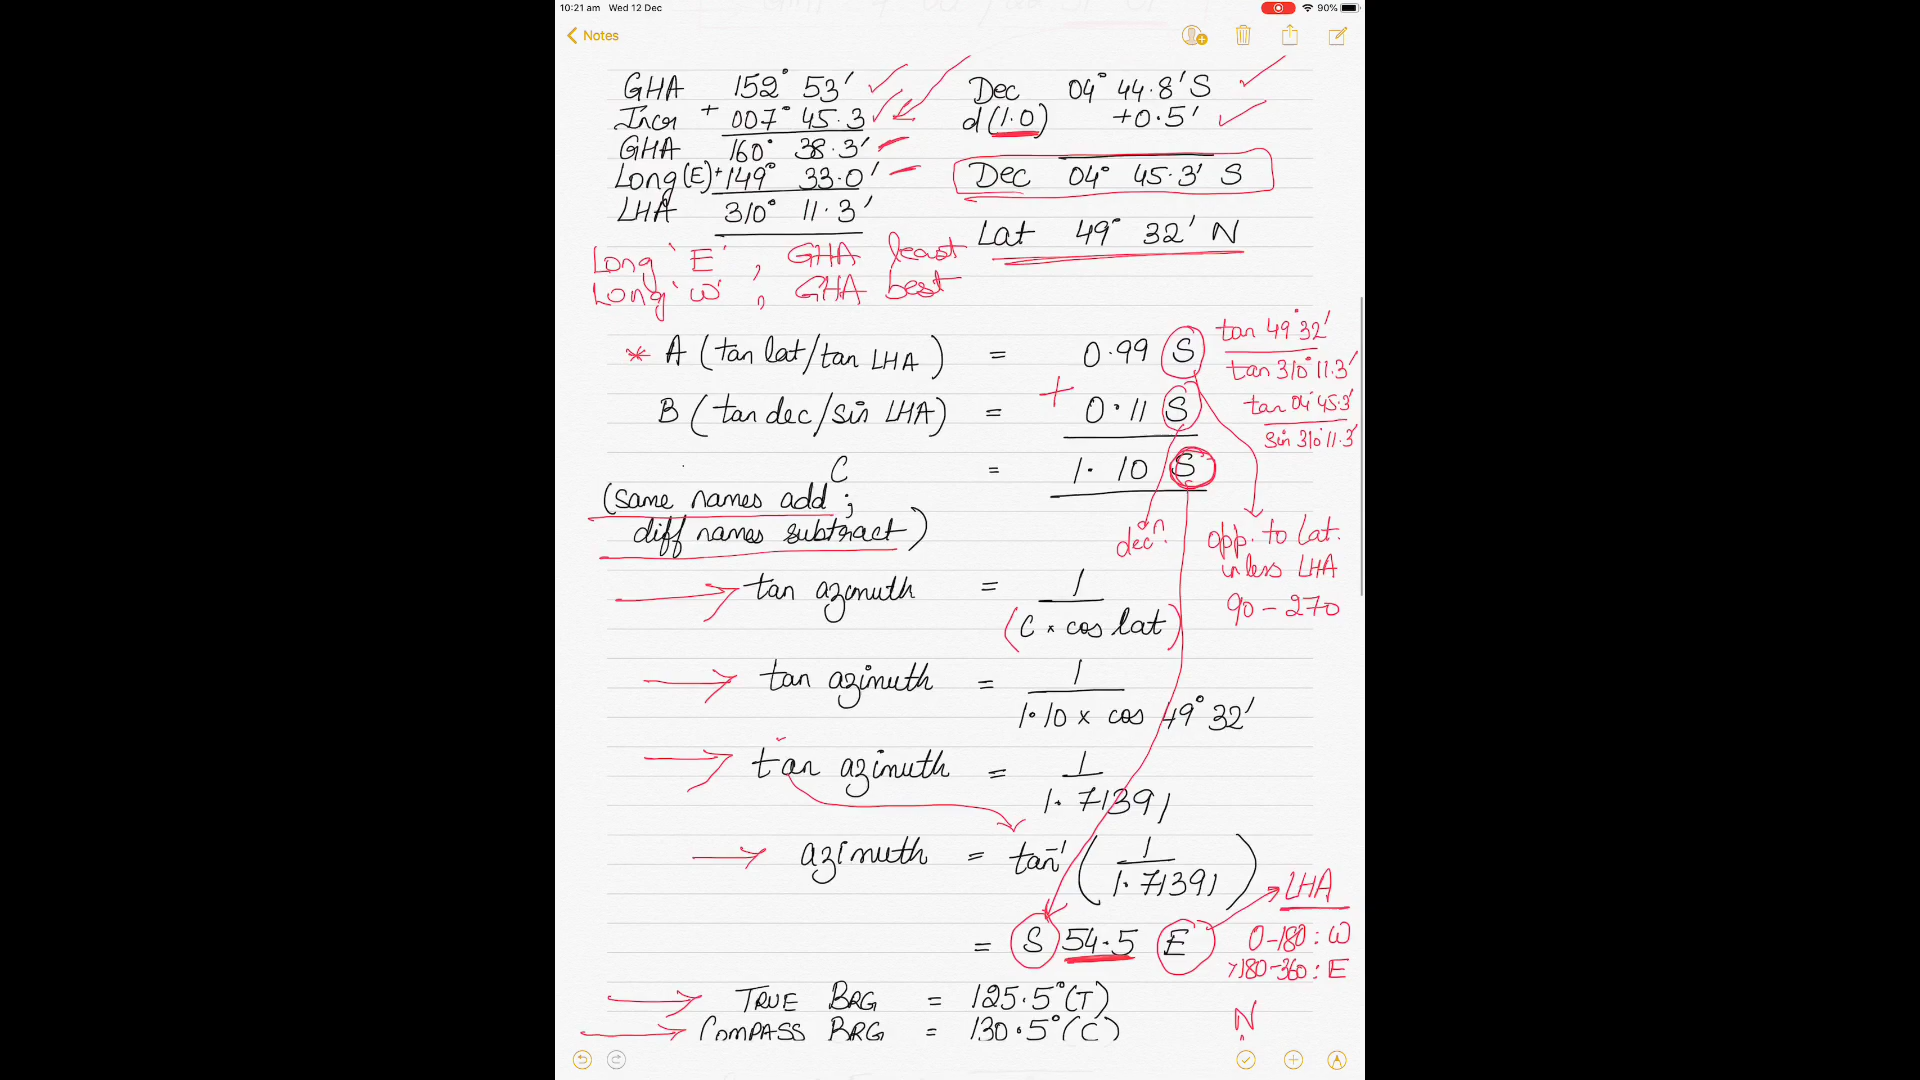 10:21 am Wed 12 Dec
90%
Notes
GHA 152° 53′
Incr + 007° 45.3
GHA 160° 38.3′
Long (E) + 149° 33.0′
LHA 310° 11.3′
Dec 04° 44.8′ S
d (1.0) +0.5′
Dec 04° 45.3′ S
Lat 49° 32′ N
Long 'E', GHA least
Long 'W', GHA best
* A (tan lat/tan LHA) = 0.99 S
tan 49° 32′
tan 310° 11.3′
+
B (tan dec/sin LHA) = 0.11 S
tan 04° 45.3′
sin 310° 11.3′
C = 1.10 S
(same names add ;
diff names subtract)
decn.
opp. to Lat.
unless LHA
90 – 270
tan azimuth = 1
(C × cos lat)
tan azimuth = 1
1.10 × cos 49° 32′
tan azimuth = 1
1.71391
azimuth = tan⁻¹ ( 1
1.71391 )
= S 54.5 E
LHA
0–180 : W
>180–360 : E
TRUE BRG = 125.5° (T)
COMPASS BRG = 130.5° (C)
N